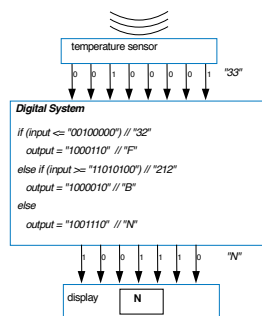 temperature sensor
0 0 1 0 0 0 0 1 "33"
Digital System
if (input <= "00100000") // "32"
output = "1000110" // "F"
else if (input >= "11010100") // "212"
output = "1000010" // "B"
else
output = "1001110" // "N"
1 0 0 1 1 1 0 "N"
display N